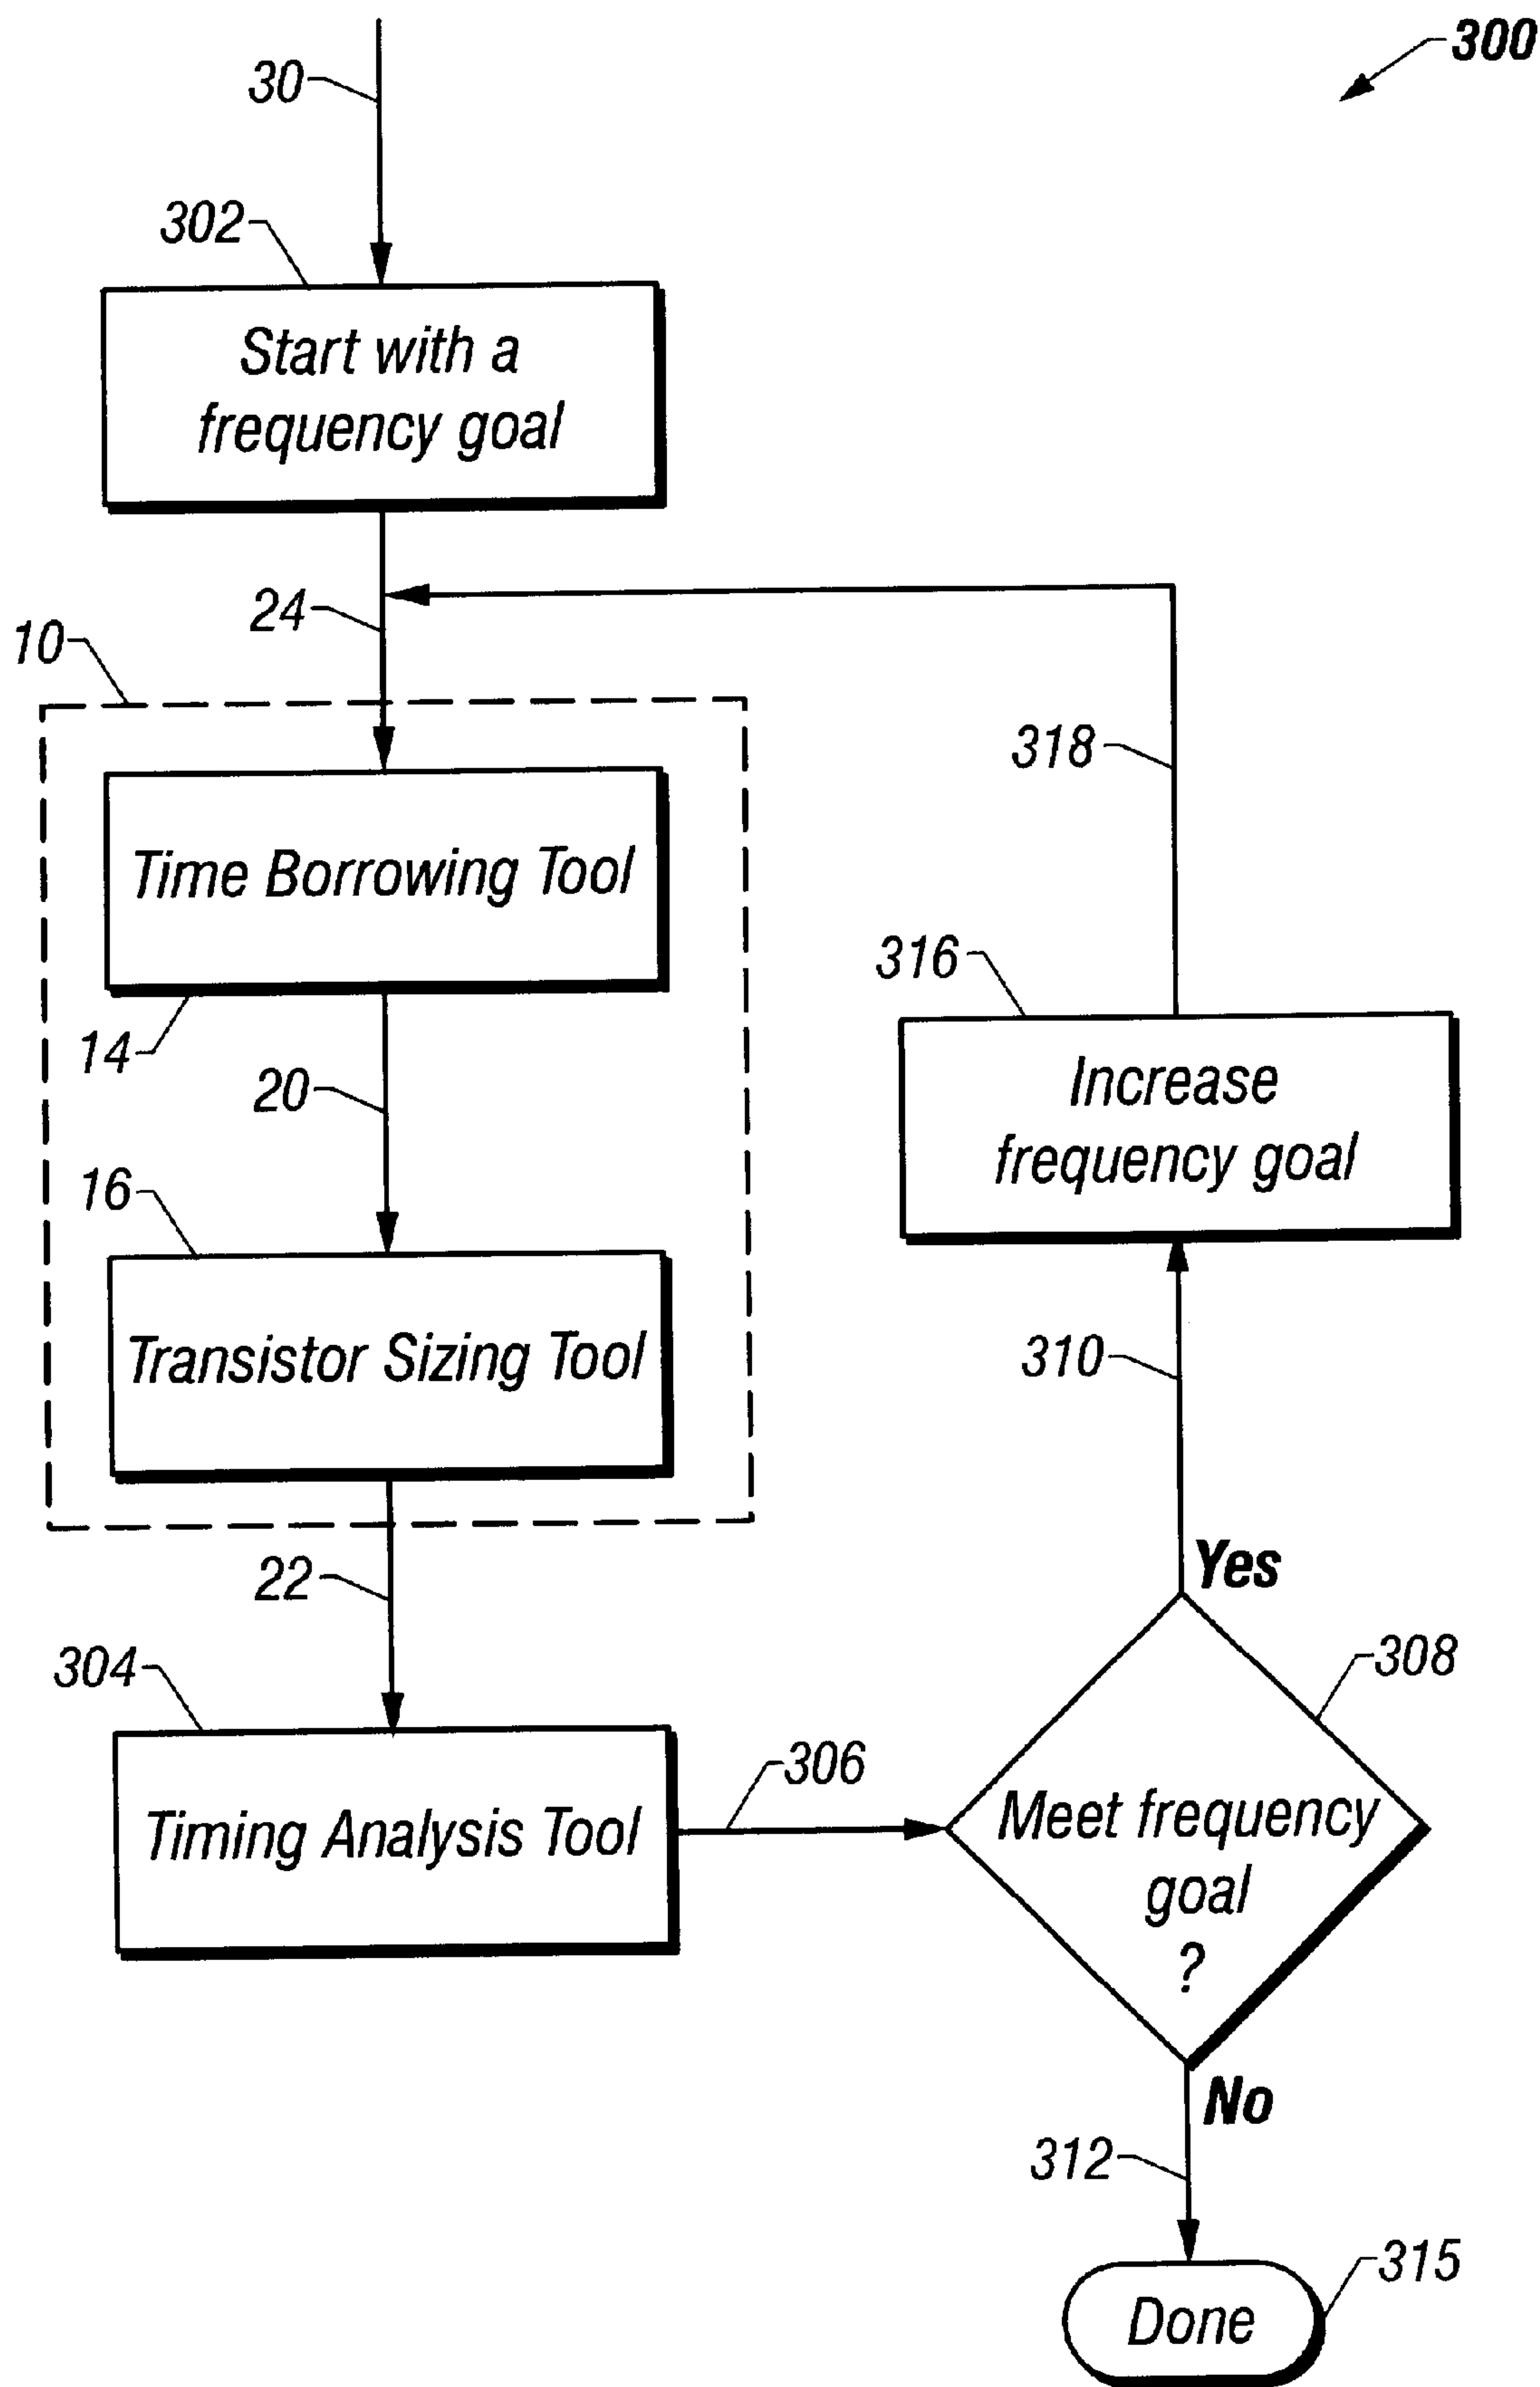 300
30
302
Start with a
frequency goal
24
10
318
Time Borrowing Tool
316
14
20
Increase
frequency goal
16
310
Transistor Sizing Tool
Yes
22
308
304
306
Meet frequency
goal
?
Timing Analysis Tool
No
312
315
Done